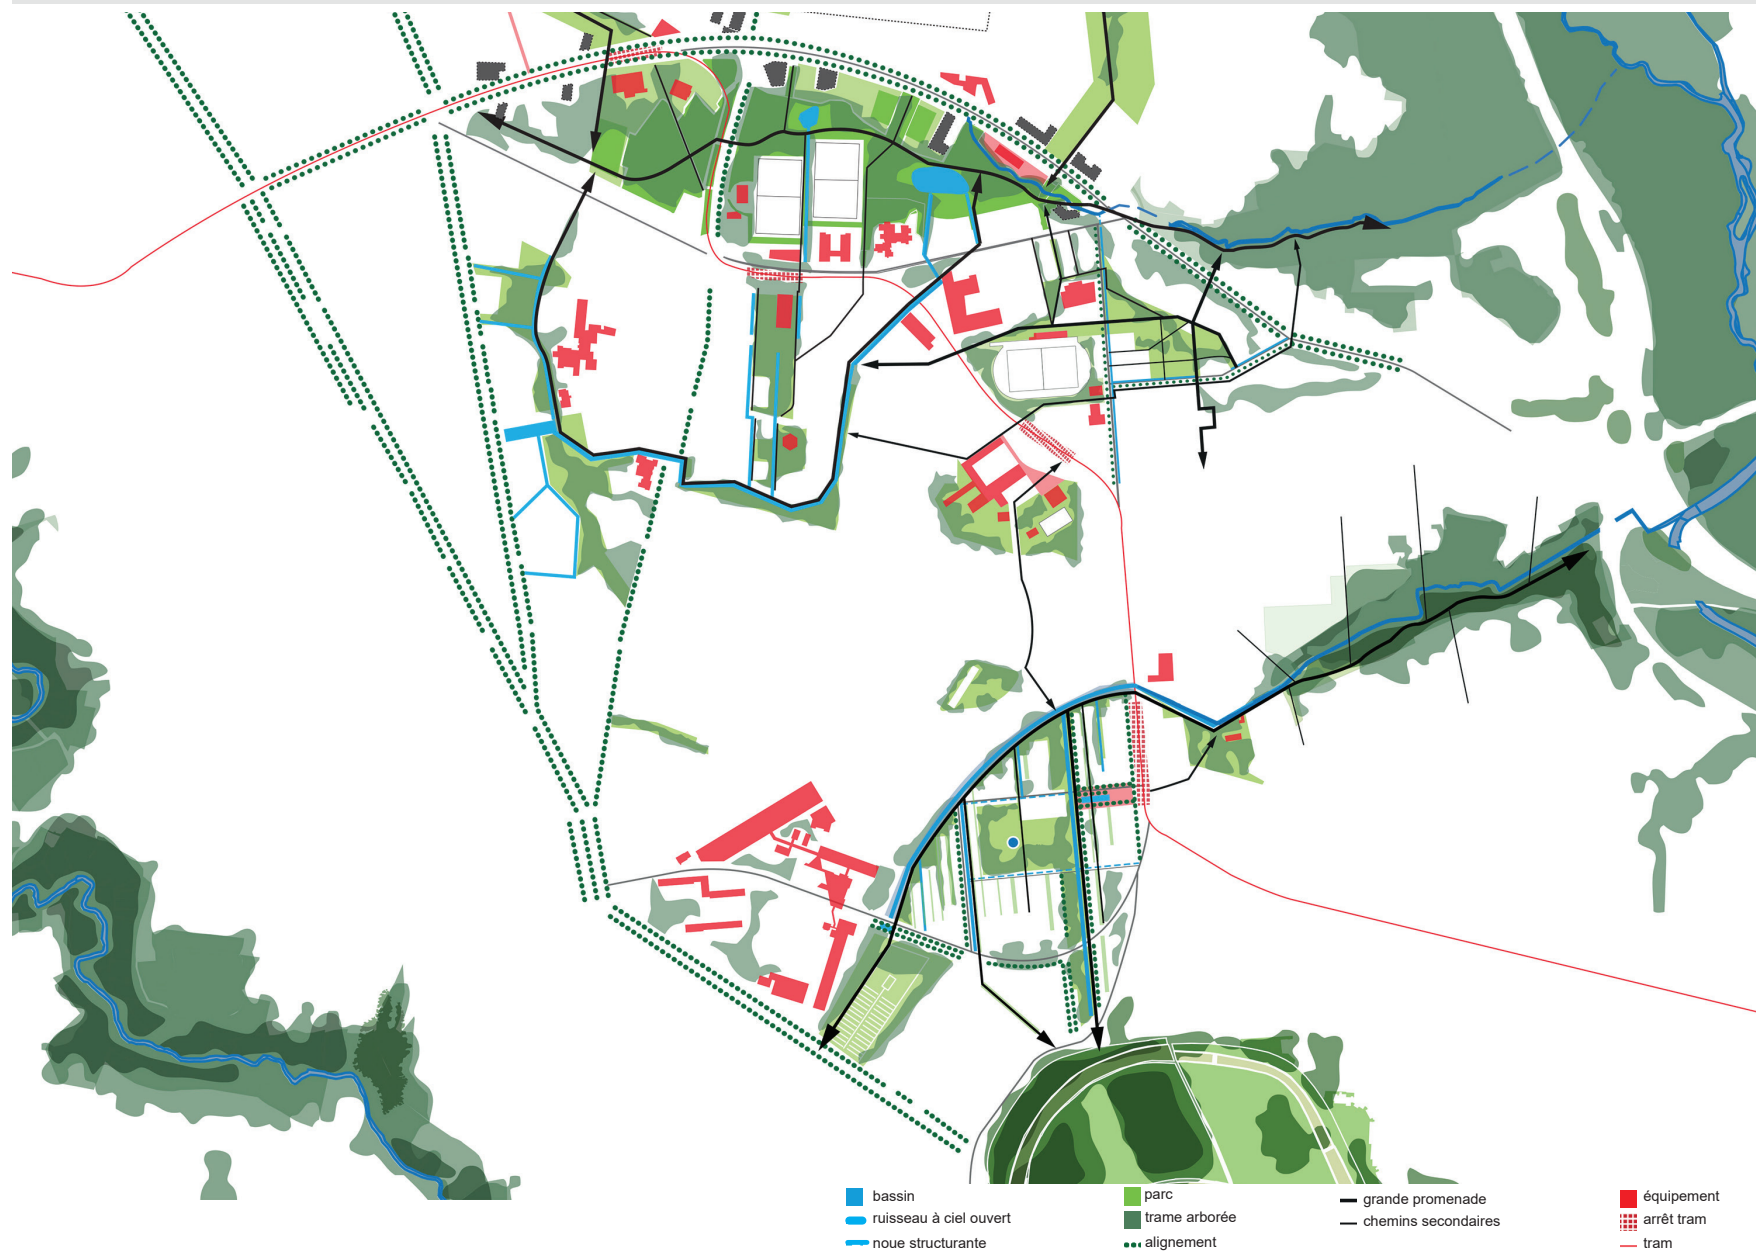 bassin
ruisseau à ciel ouvert
noue structurante
parc
trame arborée
alignement
grande promenade
chemins secondaires
équipement
arrêt tram
tram